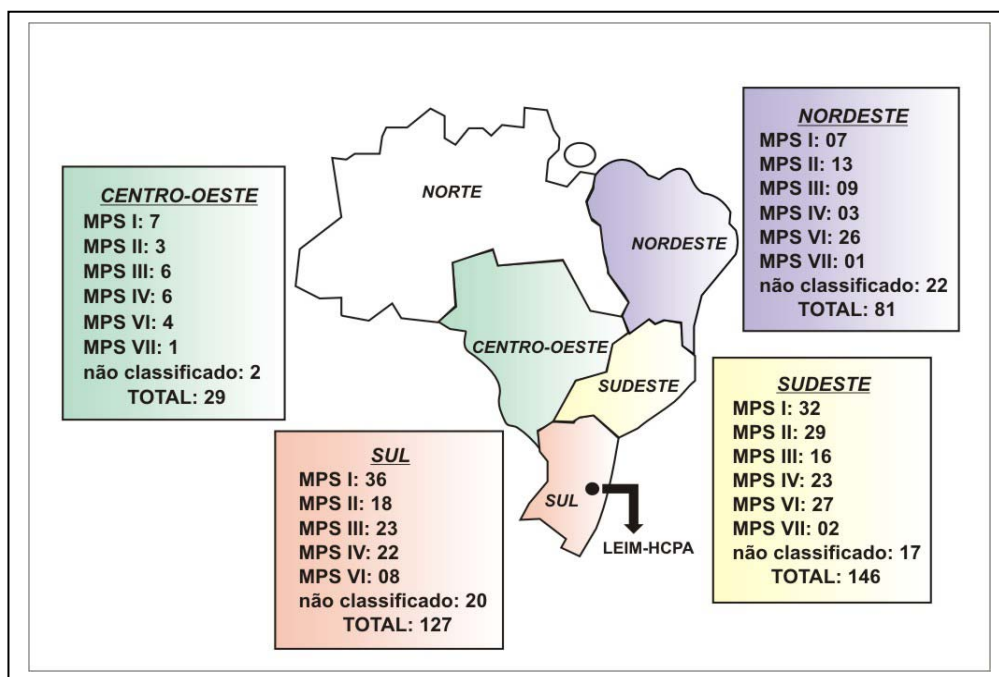 NORDESTE
MPS I: 07
MPS II: 13
MPS III: 09
MPS IV: 03
MPS VI: 26
MPS VII: 01
não classificado: 22
TOTAL: 81
CENTRO-OESTE
MPS I: 7
MPS II: 3
MPS III: 6
MPS IV: 6
MPS VI: 4
MPS VII: 1
não classificado: 2
TOTAL: 29
NORTE
NORDESTE
CENTRO-OESTE
SUDESTE
SUL
LEIM-HCPA
SUDESTE
MPS I: 32
MPS II: 29
MPS III: 16
MPS IV: 23
MPS VI: 27
MPS VII: 02
não classificado: 17
TOTAL: 146
SUL
MPS I: 36
MPS II: 18
MPS III: 23
MPS IV: 22
MPS VI: 08
não classificado: 20
TOTAL: 127